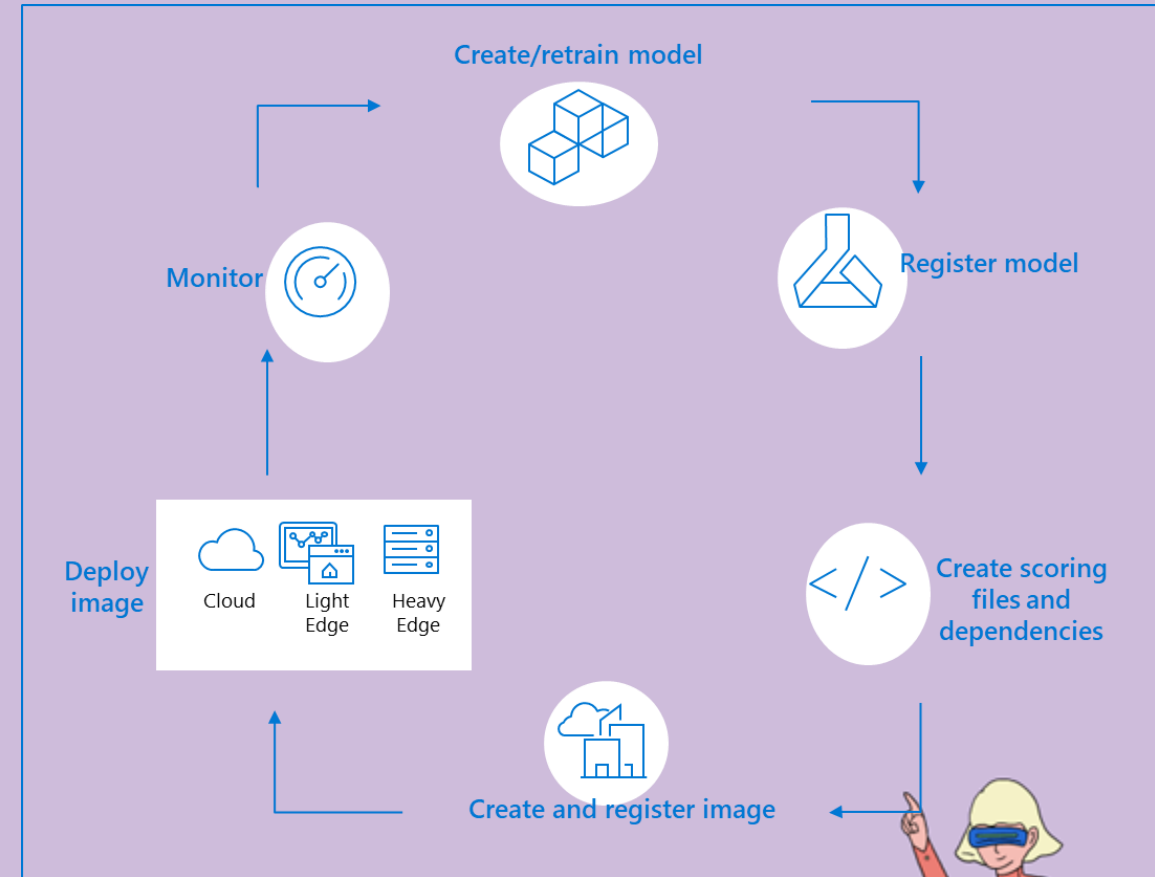 Create/retrain model
Register model
Create scoring
files and
dependencies
Create and register image
Deploy
image
Cloud
Light
Edge
Heavy
Edge
Monitor